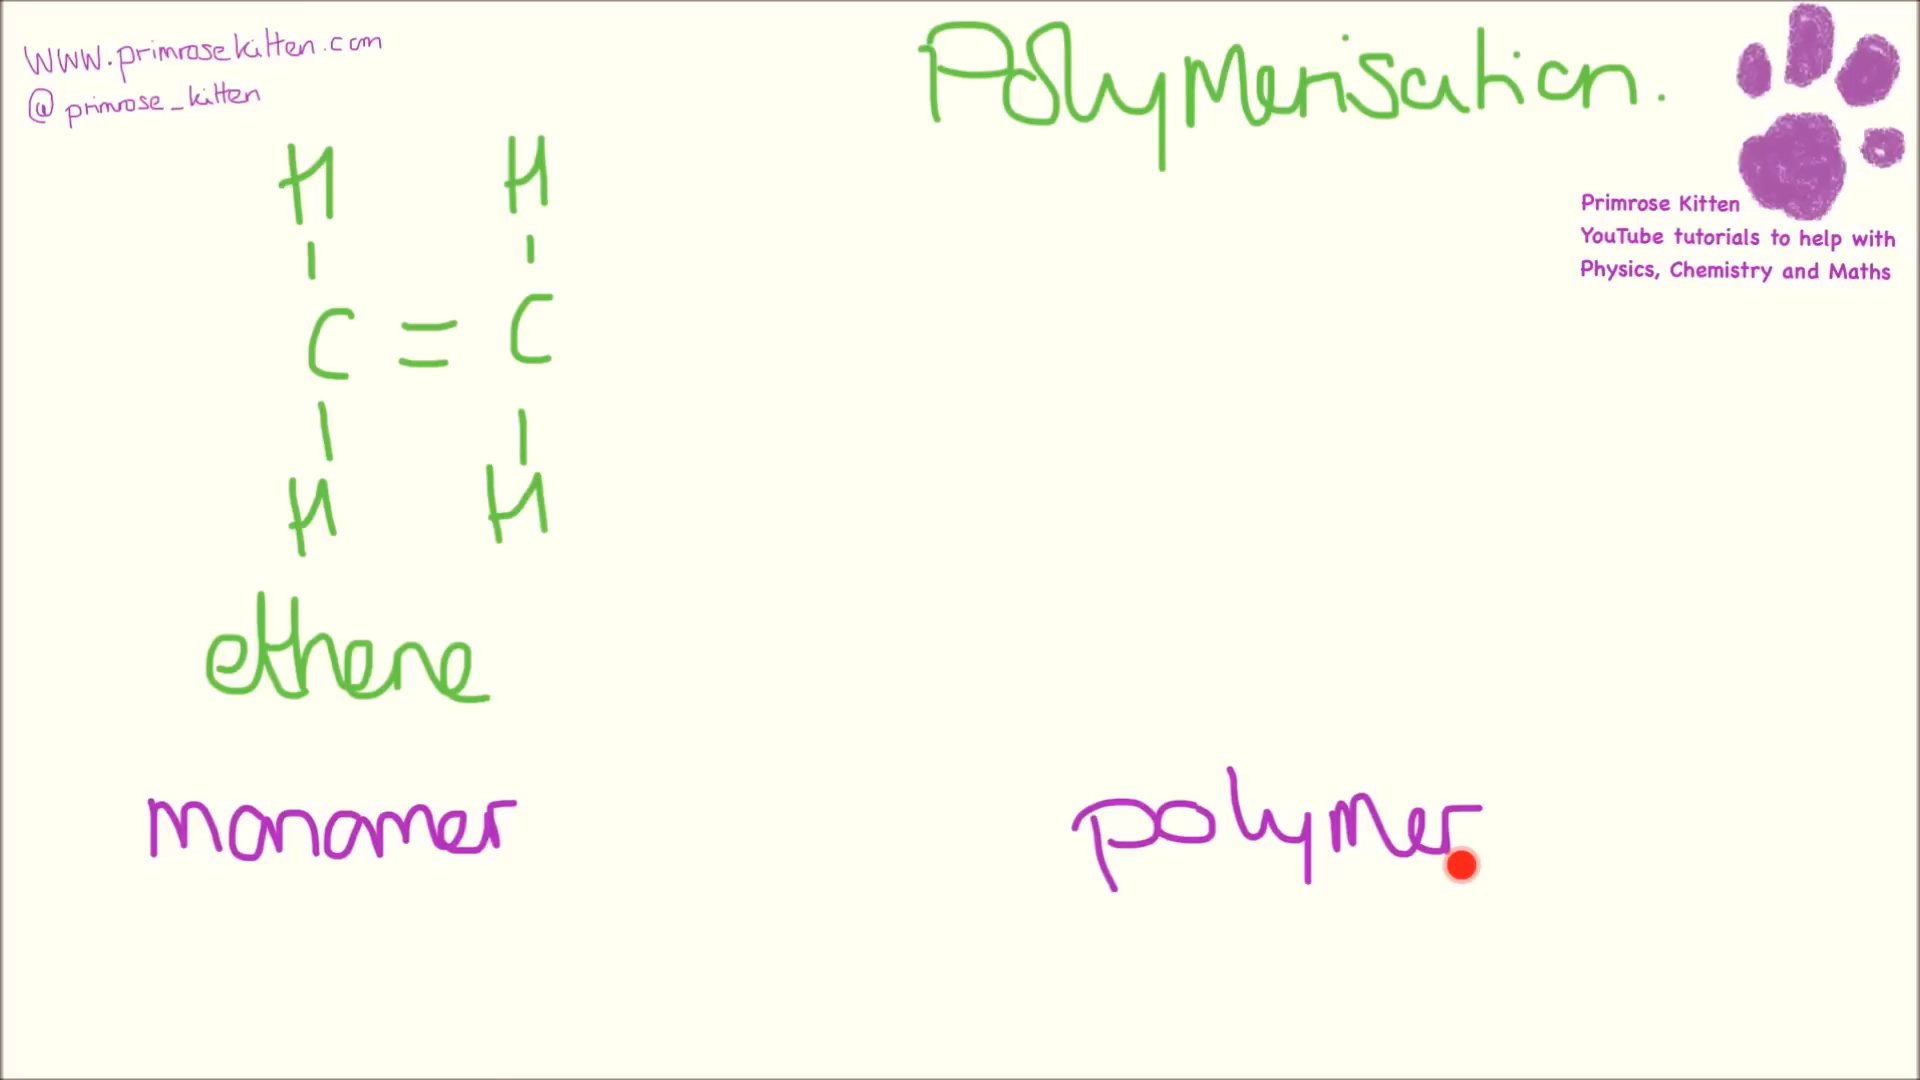 www.primrosekitten.com
@primrose_kitten
Polymerisation.
Primrose Kitten
YouTube tutorials to help with
Physics, Chemistry and Maths
H H
C = C
H H
ethene
monomer
polymer